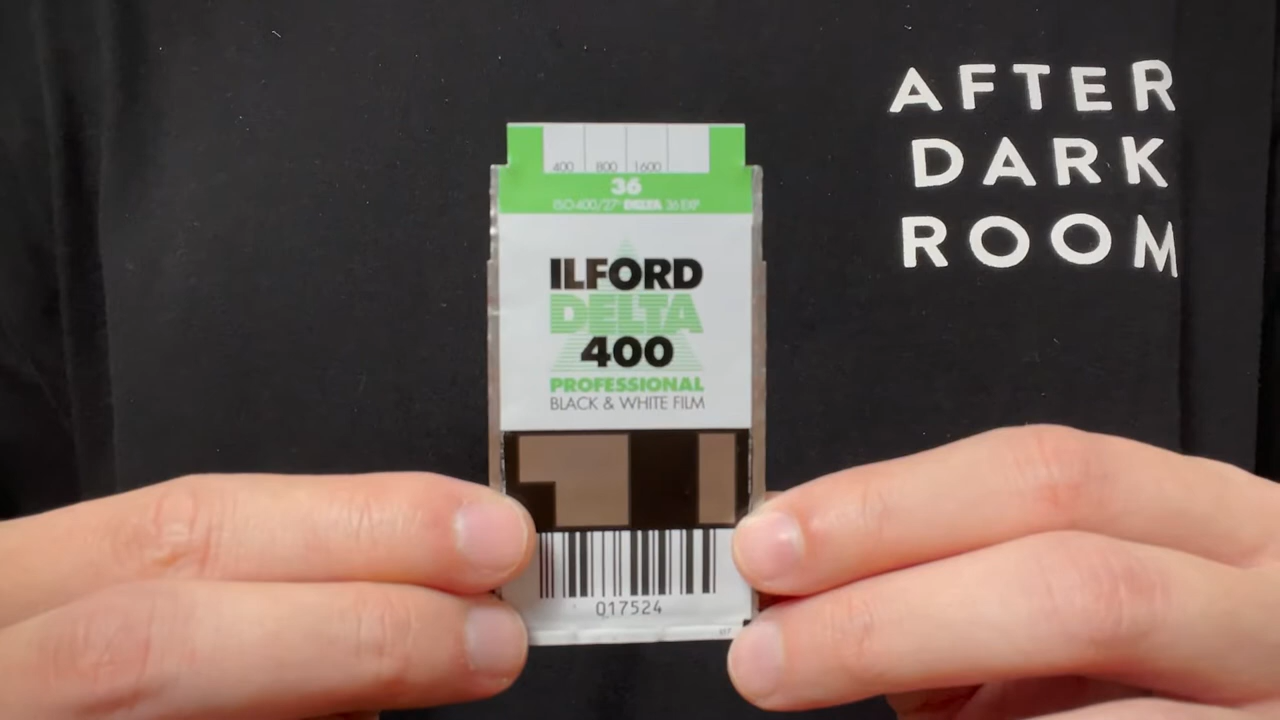 AFTER
DARK
ROOM
400 800 1600
36
ISO 400/27° DELTA 36 EXP
ILFORD
DELTA
400
PROFESSIONAL
BLACK & WHITE FILM
017524